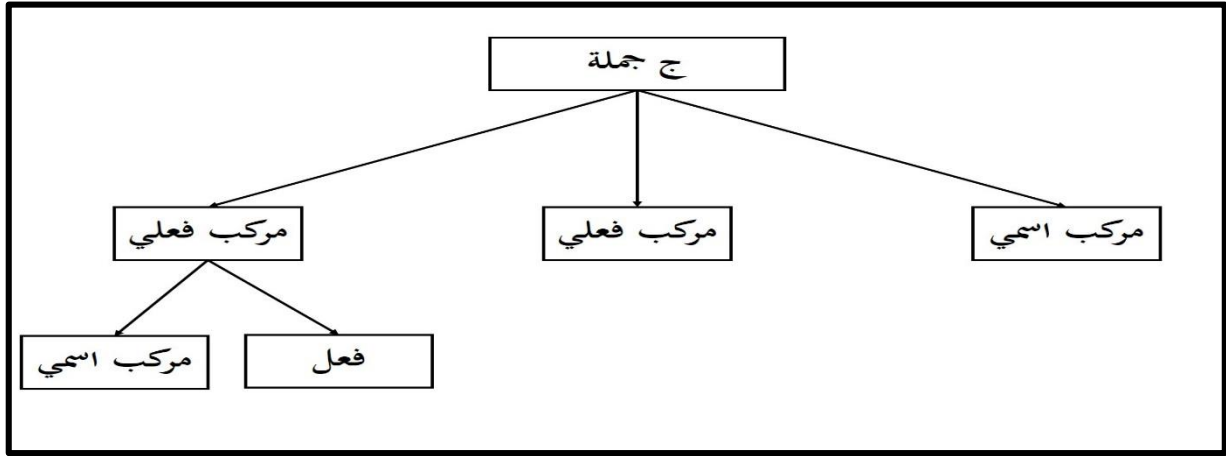 ج جملة
مركب اسمي
مركب فعلي
مركب فعلي
فعل
مركب اسمي